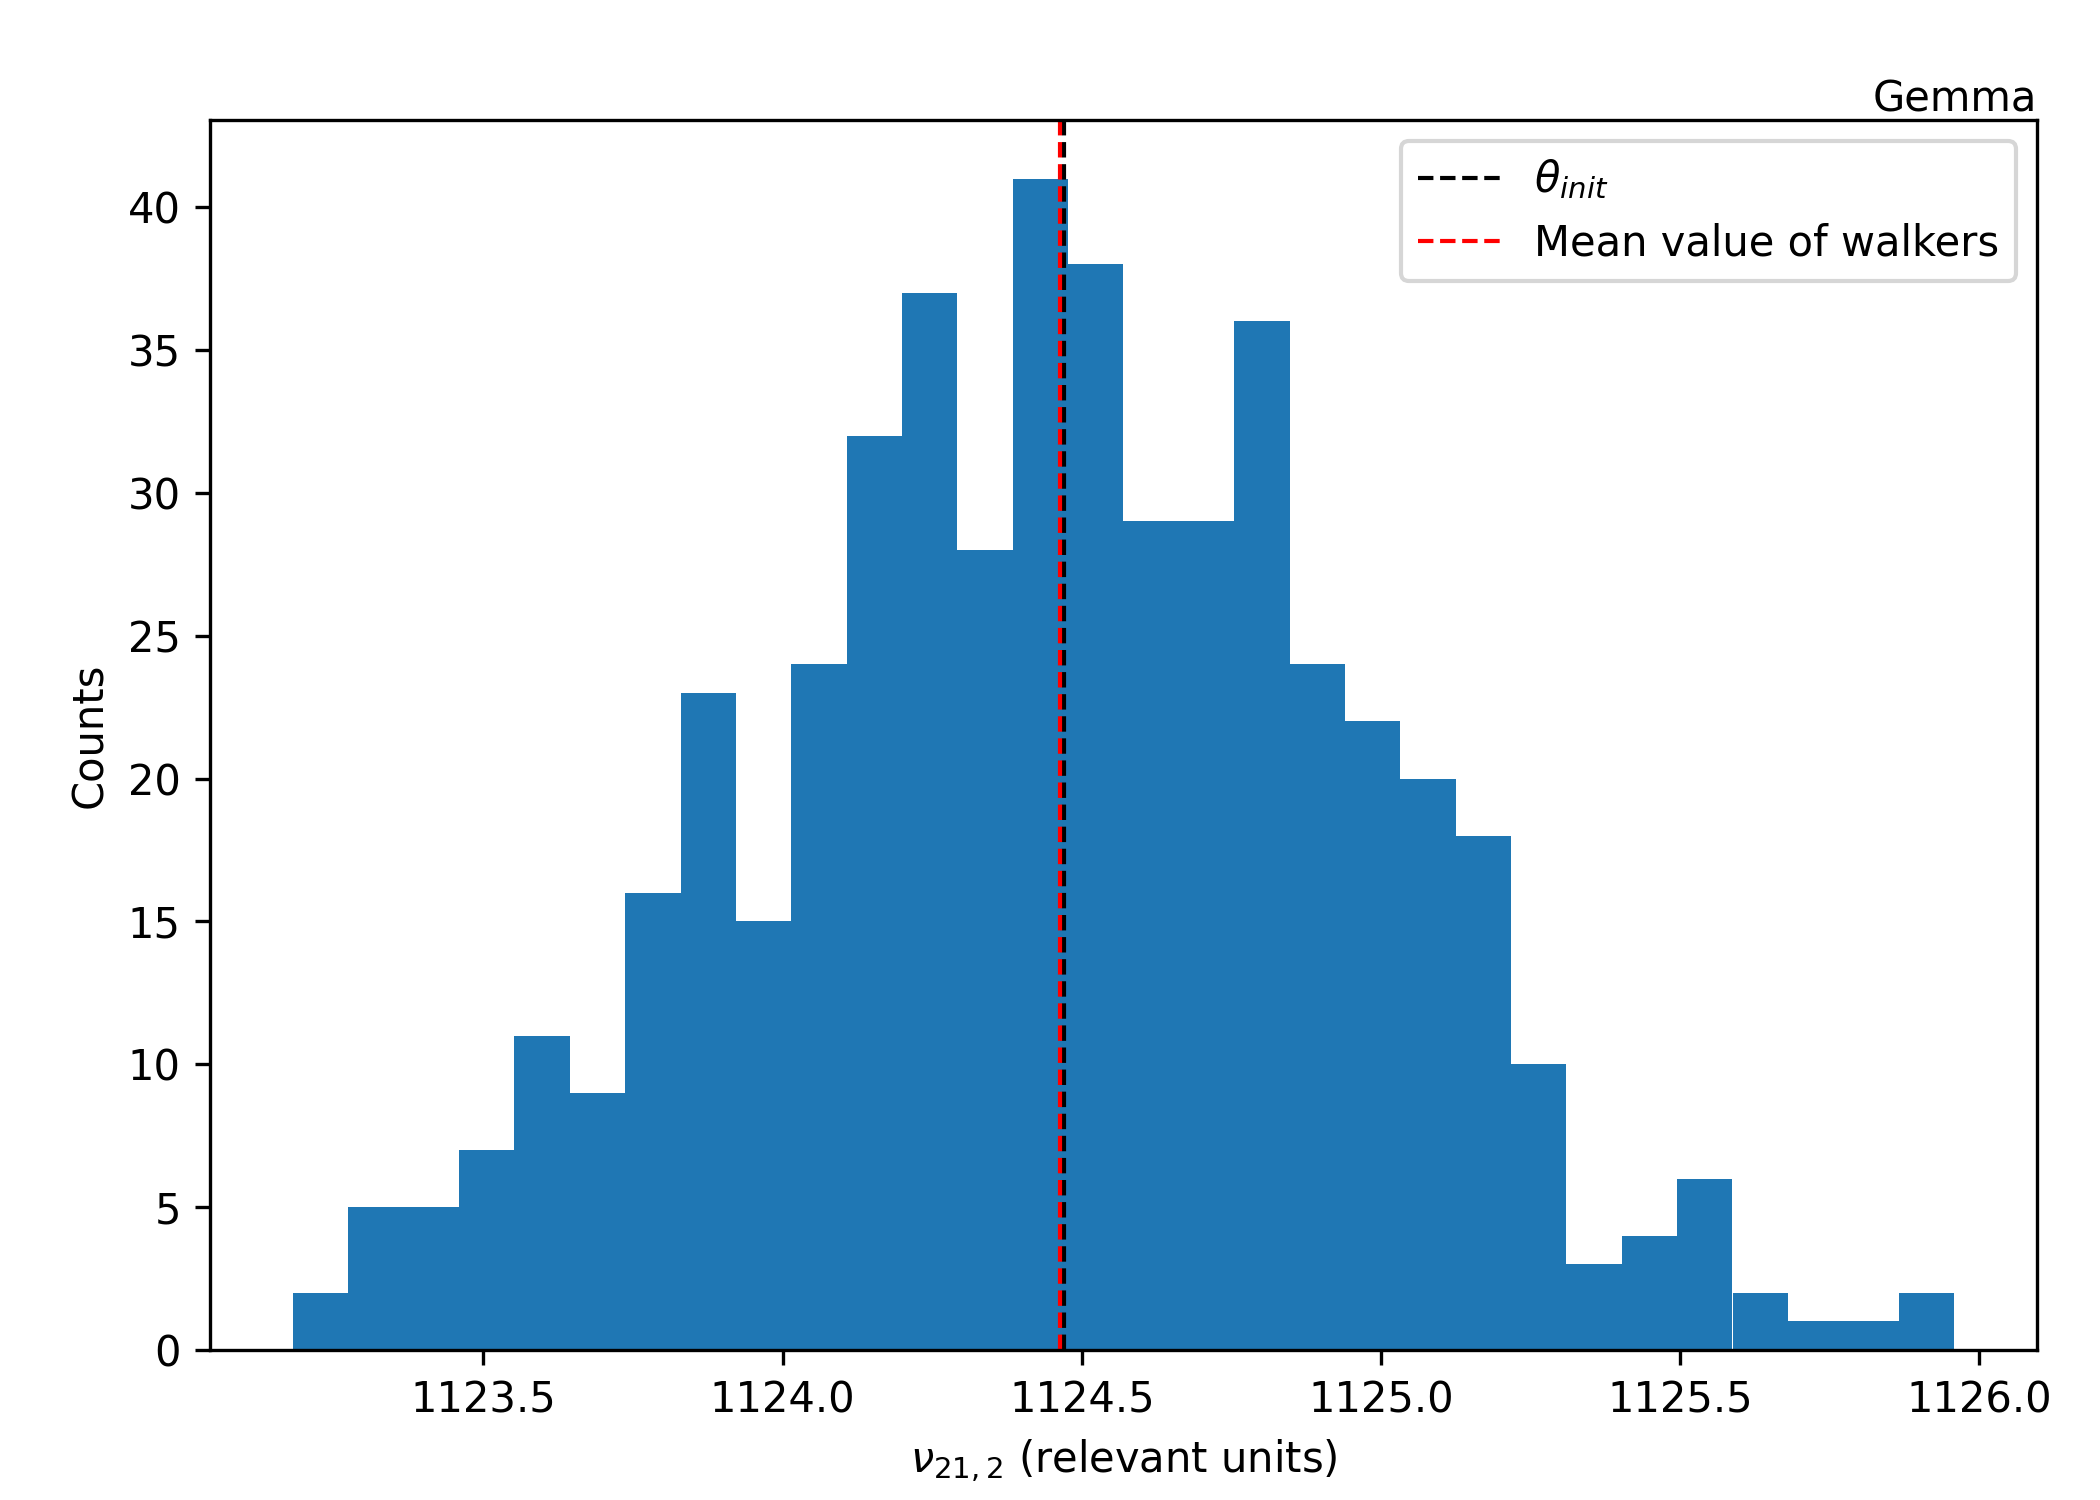 Gemma
θinit
Mean value of walkers
40
35
30
25
20
15
10
5
0
Counts
1123.5 1124.0 1124.5 1125.0 1125.5 1126.0
ν21, 2 (relevant units)